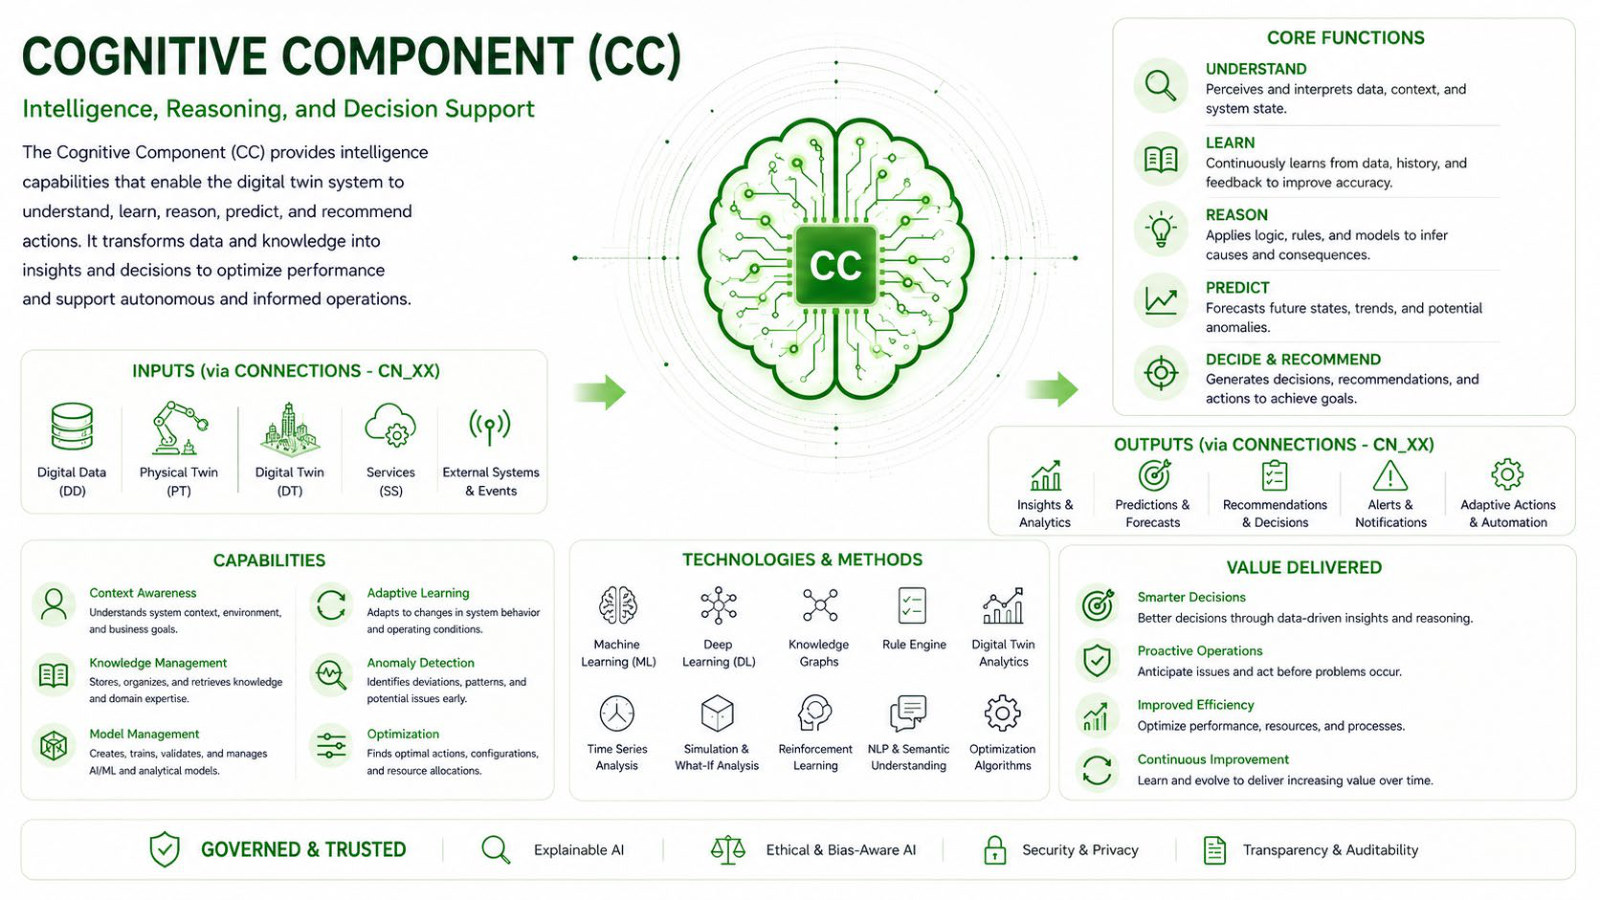 COGNITIVE COMPONENT (CC)
Intelligence, Reasoning, and Decision Support
The Cognitive Component (CC) provides intelligence
capabilities that enable the digital twin system to
understand, learn, reason, predict, and recommend
actions. It transforms data and knowledge into
insights and decisions to optimize performance
and support autonomous and informed operations.
CC
CORE FUNCTIONS
UNDERSTAND
Perceives and interprets data, context, and
system state.
LEARN
Continuously learns from data, history, and
feedback to improve accuracy.
REASON
Applies logic, rules, and models to infer
causes and consequences.
PREDICT
Forecasts future states, trends, and potential
anomalies.
DECIDE & RECOMMEND
Generates decisions, recommendations, and
actions to achieve goals.
INPUTS (via CONNECTIONS - CN_XX)
Digital Data
(DD)
Physical Twin
(PT)
Digital Twin
(DT)
Services
(SS)
External Systems
& Events
OUTPUTS (via CONNECTIONS - CN_XX)
Insights &
Analytics
Predictions &
Forecasts
Recommendations
& Decisions
Alerts &
Notifications
Adaptive Actions
& Automation
CAPABILITIES
Context Awareness
Understands system context, environment,
and business goals.
Knowledge Management
Stores, organizes, and retrieves knowledge
and domain expertise.
Model Management
Creates, trains, validates, and manages
AI/ML and analytical models.
Adaptive Learning
Adapts to changes in system behavior
and operating conditions.
Anomaly Detection
Identifies deviations, patterns, and
potential issues early.
Optimization
Finds optimal actions, configurations,
and resource allocations.
TECHNOLOGIES & METHODS
Machine
Learning (ML)
Deep
Learning (DL)
Knowledge
Graphs
Rule Engine
Digital Twin
Analytics
Time Series
Analysis
Simulation &
What-If Analysis
Reinforcement
Learning
NLP & Semantic
Understanding
Optimization
Algorithms
VALUE DELIVERED
Smarter Decisions
Better decisions through data-driven insights and reasoning.
Proactive Operations
Anticipate issues and act before problems occur.
Improved Efficiency
Optimize performance, resources, and processes.
Continuous Improvement
Learn and evolve to deliver increasing value over time.
GOVERNED & TRUSTED
Explainable AI
Ethical & Bias-Aware AI
Security & Privacy
Transparency & Auditability